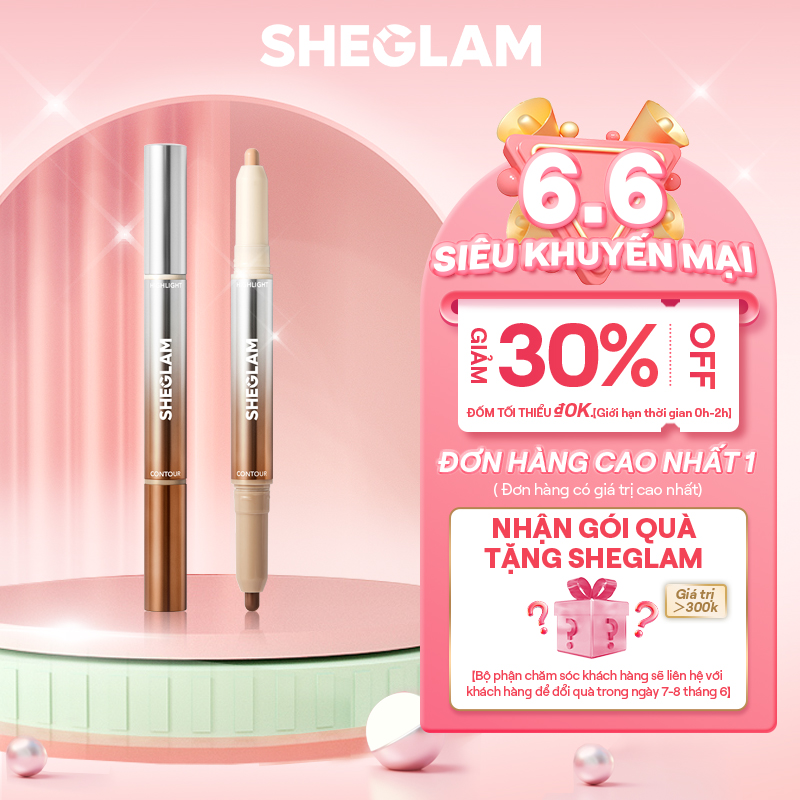 SHEGLAM
HIGHLIGHT
SHEGLAM
CONTOUR
HIGHLIGHT
SHEGLAM
CONTOUR
6.6
SIÊU KHUYẾN MẠI
GIẢM
30%
OFF
ĐỐM TỐI THIỂU ₫0K.[Giới hạn thời gian 0h-2h]
ĐƠN HÀNG CAO NHẤT 1
( Đơn hàng có giá trị cao nhất)
NHẬN GÓI QUÀ
TẶNG SHEGLAM
? ? ? ?
Giá trị
>300k
[Bộ phận chăm sóc khách hàng sẽ liên hệ với
khách hàng để đổi quà trong ngày 7-8 tháng 6]